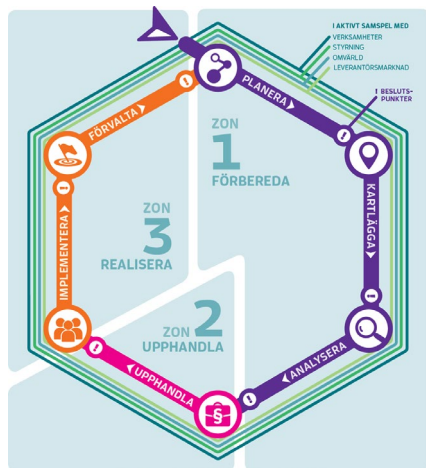 I AKTIVT SAMSPEL MED
VERKSAMHETER
STYRNING
OMVÄRLD
LEVERANTÖRSMARKNAD
! BESLUTS-
PUNKTER
PLANERA
!
KARTLÄGGA
!
ANALYSERA
!
§
UPPHANDLA
!
IMPLEMENTERA
!
FÖRVALTA
!
ZON
1
FÖRBEREDA
ZON
3
REALISERA
ZON 2
UPPHANDLA